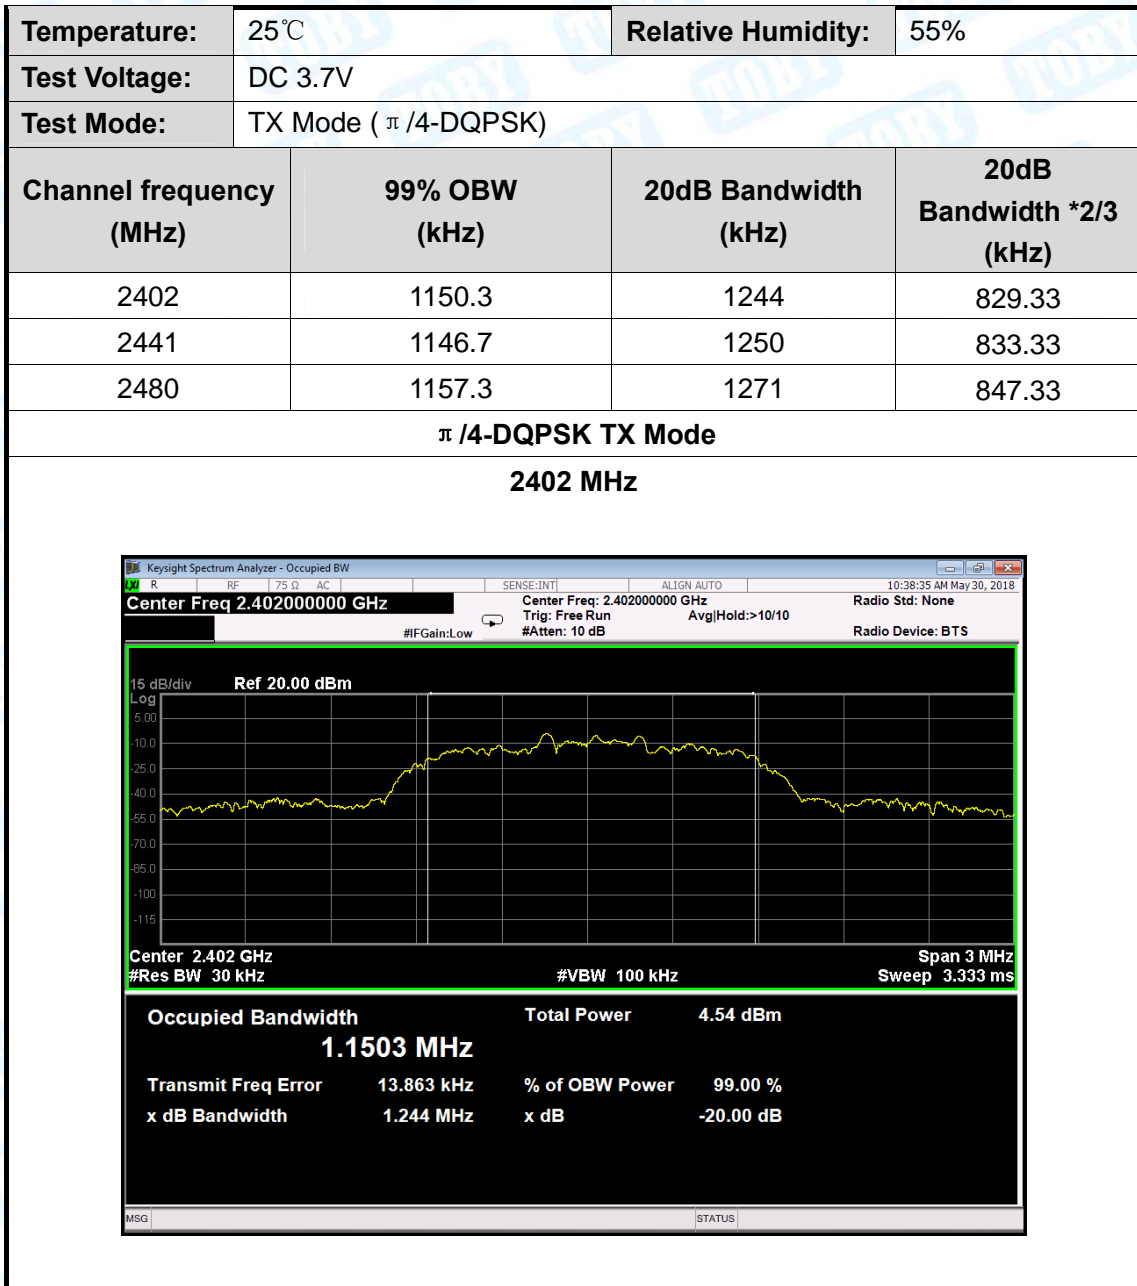 Temperature: 25℃ Relative Humidity: 55%
Test Voltage: DC 3.7V
Test Mode: TX Mode ( π /4-DQPSK)
Channel frequency (MHz) 99% OBW (kHz) 20dB Bandwidth (kHz) 20dB Bandwidth *2/3 (kHz)
2402 1150.3 1244 829.33
2441 1146.7 1250 833.33
2480 1157.3 1271 847.33
π /4-DQPSK TX Mode
2402 MHz
Keysight Spectrum Analyzer - Occupied BW
LXI R RF 75 Ω AC SENSE:INT ALIGN AUTO 10:38:35 AM May 30, 2018
Center Freq 2.402000000 GHz Center Freq: 2.402000000 GHz Radio Std: None
Trig: Free Run Avg|Hold:>10/10
#IFGain:Low #Atten: 10 dB Radio Device: BTS
15 dB/div Ref 20.00 dBm
Log
5.00
-10.0
-25.0
-40.0
-55.0
-70.0
-85.0
-100
-115
Center 2.402 GHz Span 3 MHz
#Res BW 30 kHz #VBW 100 kHz Sweep 3.333 ms
Occupied Bandwidth Total Power 4.54 dBm
1.1503 MHz
Transmit Freq Error 13.863 kHz % of OBW Power 99.00 %
x dB Bandwidth 1.244 MHz x dB -20.00 dB
MSG STATUS
TOBY